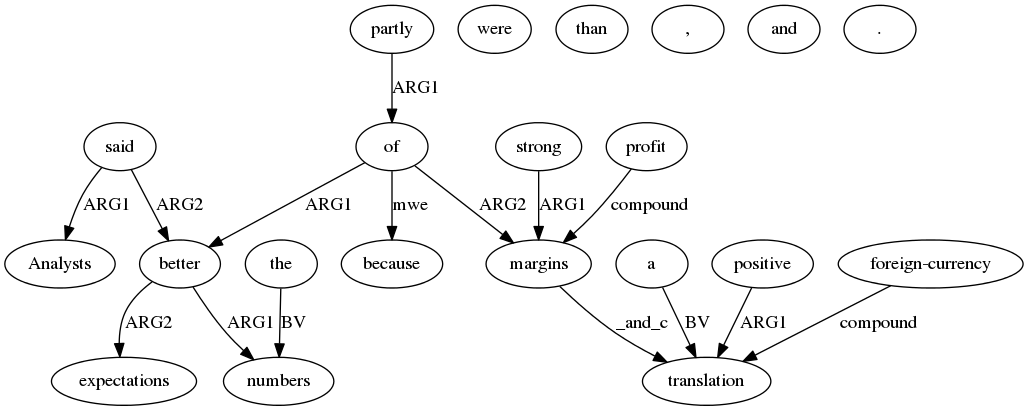 partly were than , and .
ARG1
said of strong profit
ARG1 ARG2 ARG1 mwe ARG2 ARG1 compound
Analysts better the because margins a positive foreign-currency
ARG2 ARG1 BV _and_c BV ARG1 compound
expectations numbers translation